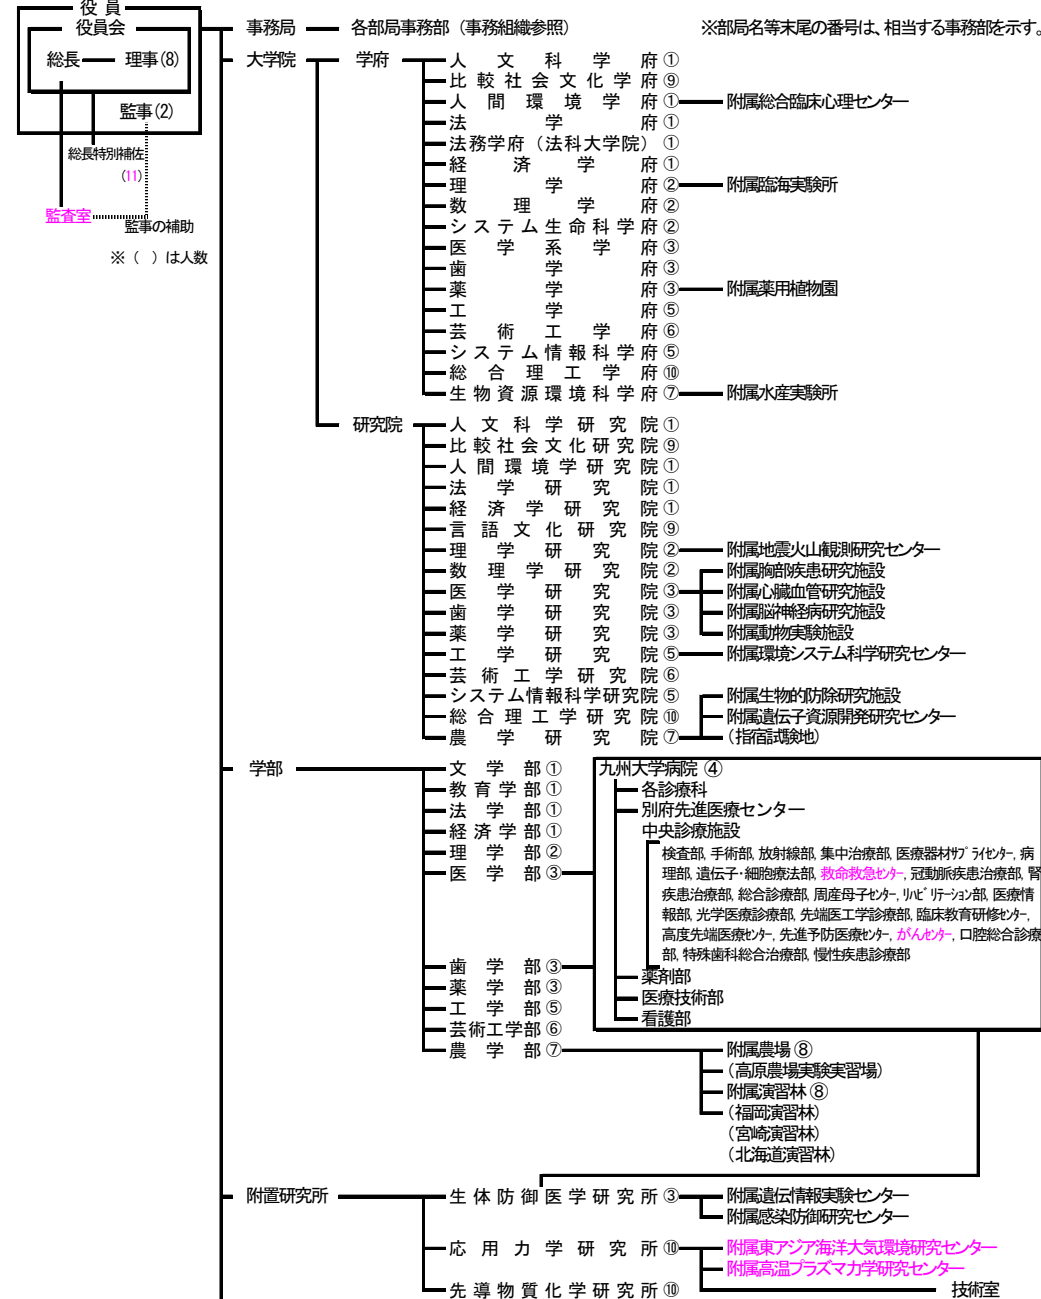 役 員
役員会
事務局 各部局事務部（事務組織参照） ※部局名等末尾の番号は、相当する事務部を示す。
総長 理事(8)
監事(2)
総長特別補佐
(11)
監査室
監事の補助
※（ ）は人数
大学院 学府 人文科学府①
比較社会文化学府⑨
人間環境学府① 附属総合臨床心理センター
法学府①
法務学府（法科大学院）①
経済学府①
理学府② 附属臨海実験所
数理学府②
システム生命科学府②
医学系学府③
歯学府③
薬学府③ 附属薬用植物園
工学府⑤
芸術工学府⑥
システム情報科学府⑤
総合理工学府⑩
生物資源環境科学府⑦ 附属水産実験所
研究院 人文科学研究院①
比較社会文化研究院⑨
人間環境学研究院①
法学研究院①
経済学研究院①
言語文化研究院⑨
理学研究院② 附属地震火山観測研究センター
数理学研究院② 附属胸部疾患研究施設
医学研究院③ 附属心臓血管研究施設
歯学研究院③ 附属脳神経病研究施設
薬学研究院③ 附属動物実験施設
工学研究院⑤ 附属環境システム科学研究センター
芸術工学研究院⑥
システム情報科学研究院⑤ 附属生物的防除研究施設
総合理工学研究院⑩ 附属遺伝子資源開発研究センター
農学研究院⑦ （指宿試験地）
学部 文学部①
教育学部①
法学部①
経済学部①
理学部②
医学部③
歯学部③
薬学部③
工学部⑤
芸術工学部⑥
農学部⑦
九州大学病院④
各診療科
別府先進医療センター
中央診療施設
検査部, 手術部, 放射線部, 集中治療部, 医療器材ｻﾌﾟﾗｲｾﾝﾀｰ, 病
理部, 遺伝子・細胞療法部, 救命救急ｾﾝﾀｰ, 冠動脈疾患治療部, 腎
疾患治療部, 総合診療部, 周産母子ｾﾝﾀｰ, ﾘﾊﾋﾞﾘﾃｰｼｮﾝ部, 医療情
報部, 光学医療診療部, 先端医工学診療部, 臨床教育研修ｾﾝﾀｰ,
高度先端医療ｾﾝﾀｰ, 先進予防医療ｾﾝﾀｰ, がんｾﾝﾀｰ, 口腔総合診療
部, 特殊歯科総合治療部, 慢性疾患診療部
薬剤部
医療技術部
看護部
附属農場⑧
（高原農場実験実習場）
附属演習林⑧
（福岡演習林）
（宮崎演習林）
（北海道演習林）
附置研究所 生体防御医学研究所③ 附属遺伝情報実験センター
附属感染防御研究センター
応用力学研究所⑩ 附属東アジア海洋大気環境研究センター
附属高温プラズマ力学研究センター
先導物質化学研究所⑩ 技術室